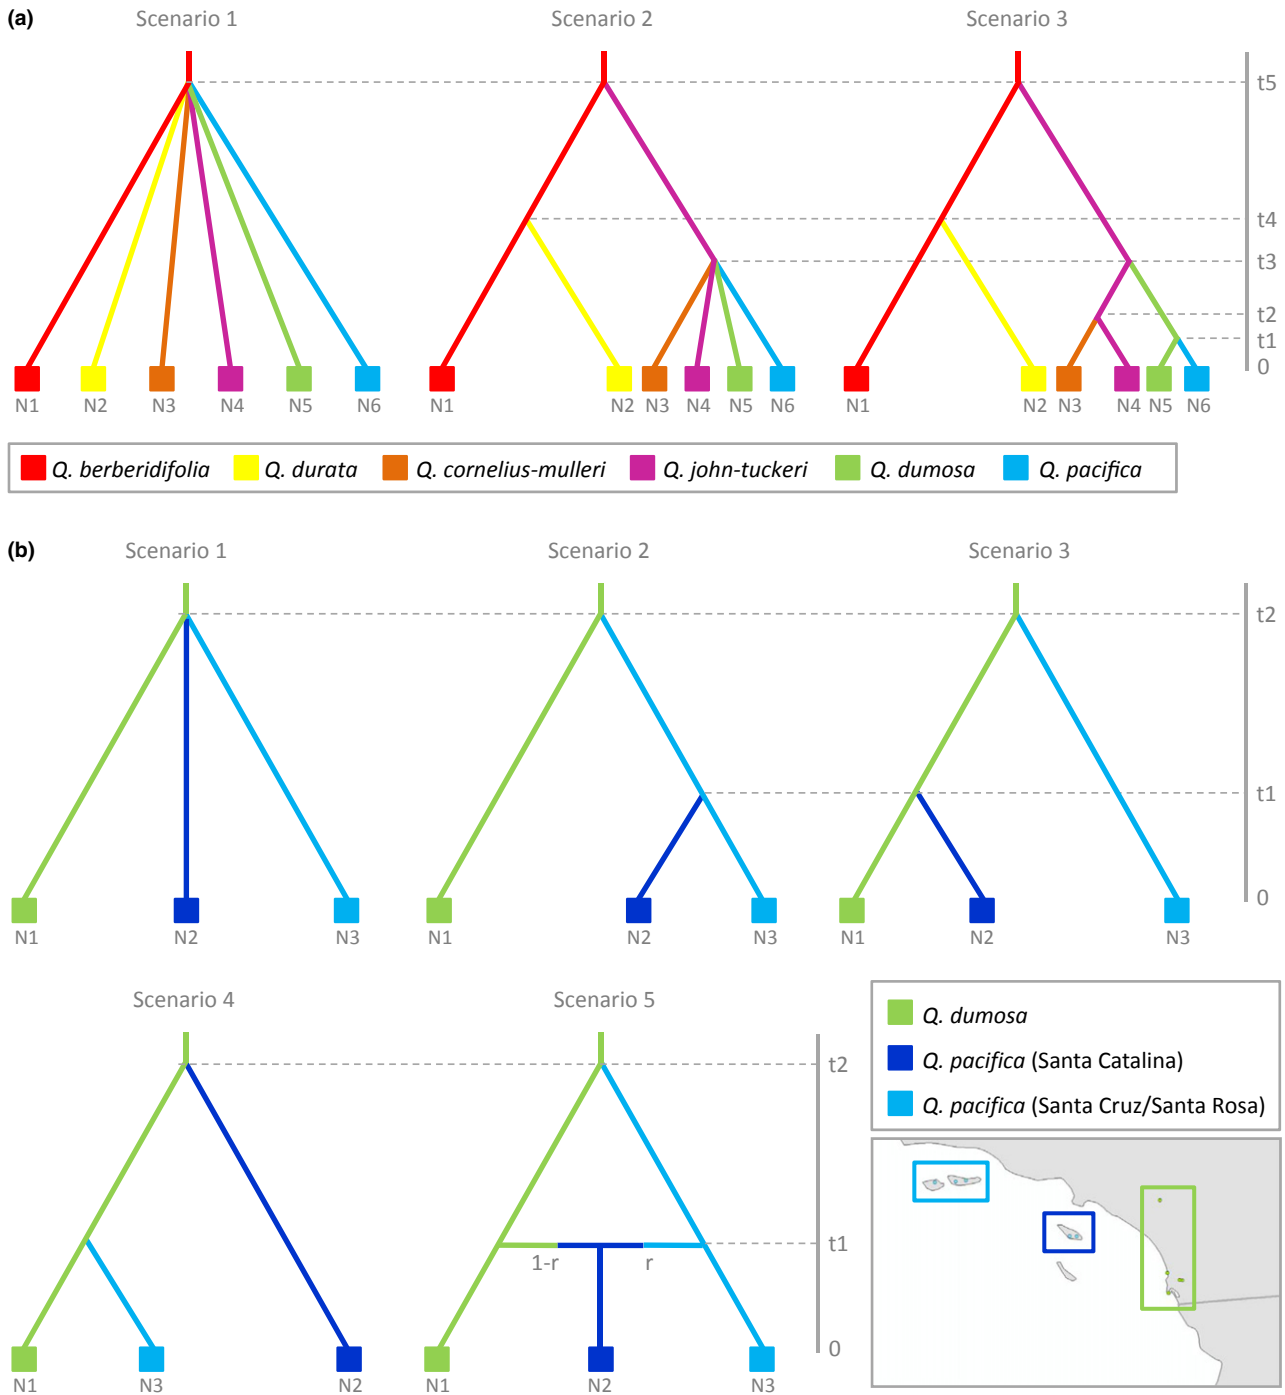 (a)
Scenario 1
Scenario 2
Scenario 3
t5
t4
t3
t2
t1
0
N1 N2 N3 N4 N5 N6
N1 N2 N3 N4 N5 N6
N1 N2 N3 N4 N5 N6
Q. berberidifolia
Q. durata
Q. cornelius-mulleri
Q. john-tuckeri
Q. dumosa
Q. pacifica
(b)
Scenario 1
Scenario 2
Scenario 3
t2
t1
0
N1 N2 N3
N1 N2 N3
N1 N2 N3
Scenario 4
Scenario 5
t2
t1
0
1-r r
N1 N3 N2
N1 N2 N3
Q. dumosa
Q. pacifica (Santa Catalina)
Q. pacifica (Santa Cruz/Santa Rosa)